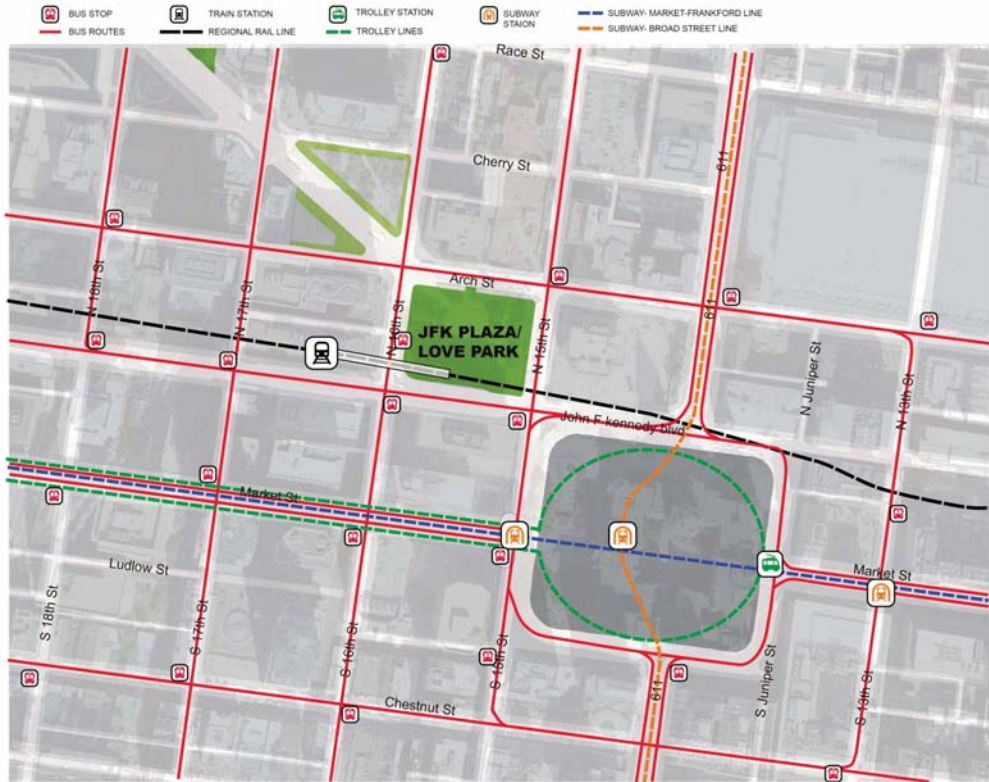 BUS STOP
TRAIN STATION
TROLLEY STATION
SUBWAY
STAION
SUBWAY- MARKET-FRANKFORD LINE
BUS ROUTES
REGIONAL RAIL LINE
TROLLEY LINES
SUBWAY- BROAD STREET LINE
Race St
Cherry St
611
Arch St
N 18th St
N 17th St
N 16th St
JFK PLAZA/
LOVE PARK
N 15th St
611
N Juniper St
N 13th St
John F kennedy blvd
Market St
Ludlow St
Market St
S 18th St
S 17th St
S 16th St
S 15th St
611
S Juniper St
S 13th St
Chestnut St